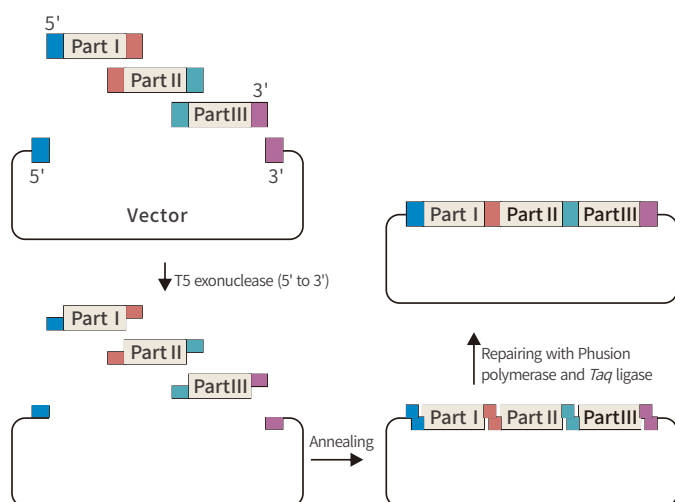 5'
Part I
Part II
3'
PartIII
5'
3'
Vector
Part I
Part II
PartIII
T5 exonuclease (5' to 3')
Part I
Part II
PartIII
Repairing with Phusion
polymerase and Taq ligase
Annealing
Part I
Part II
PartIII